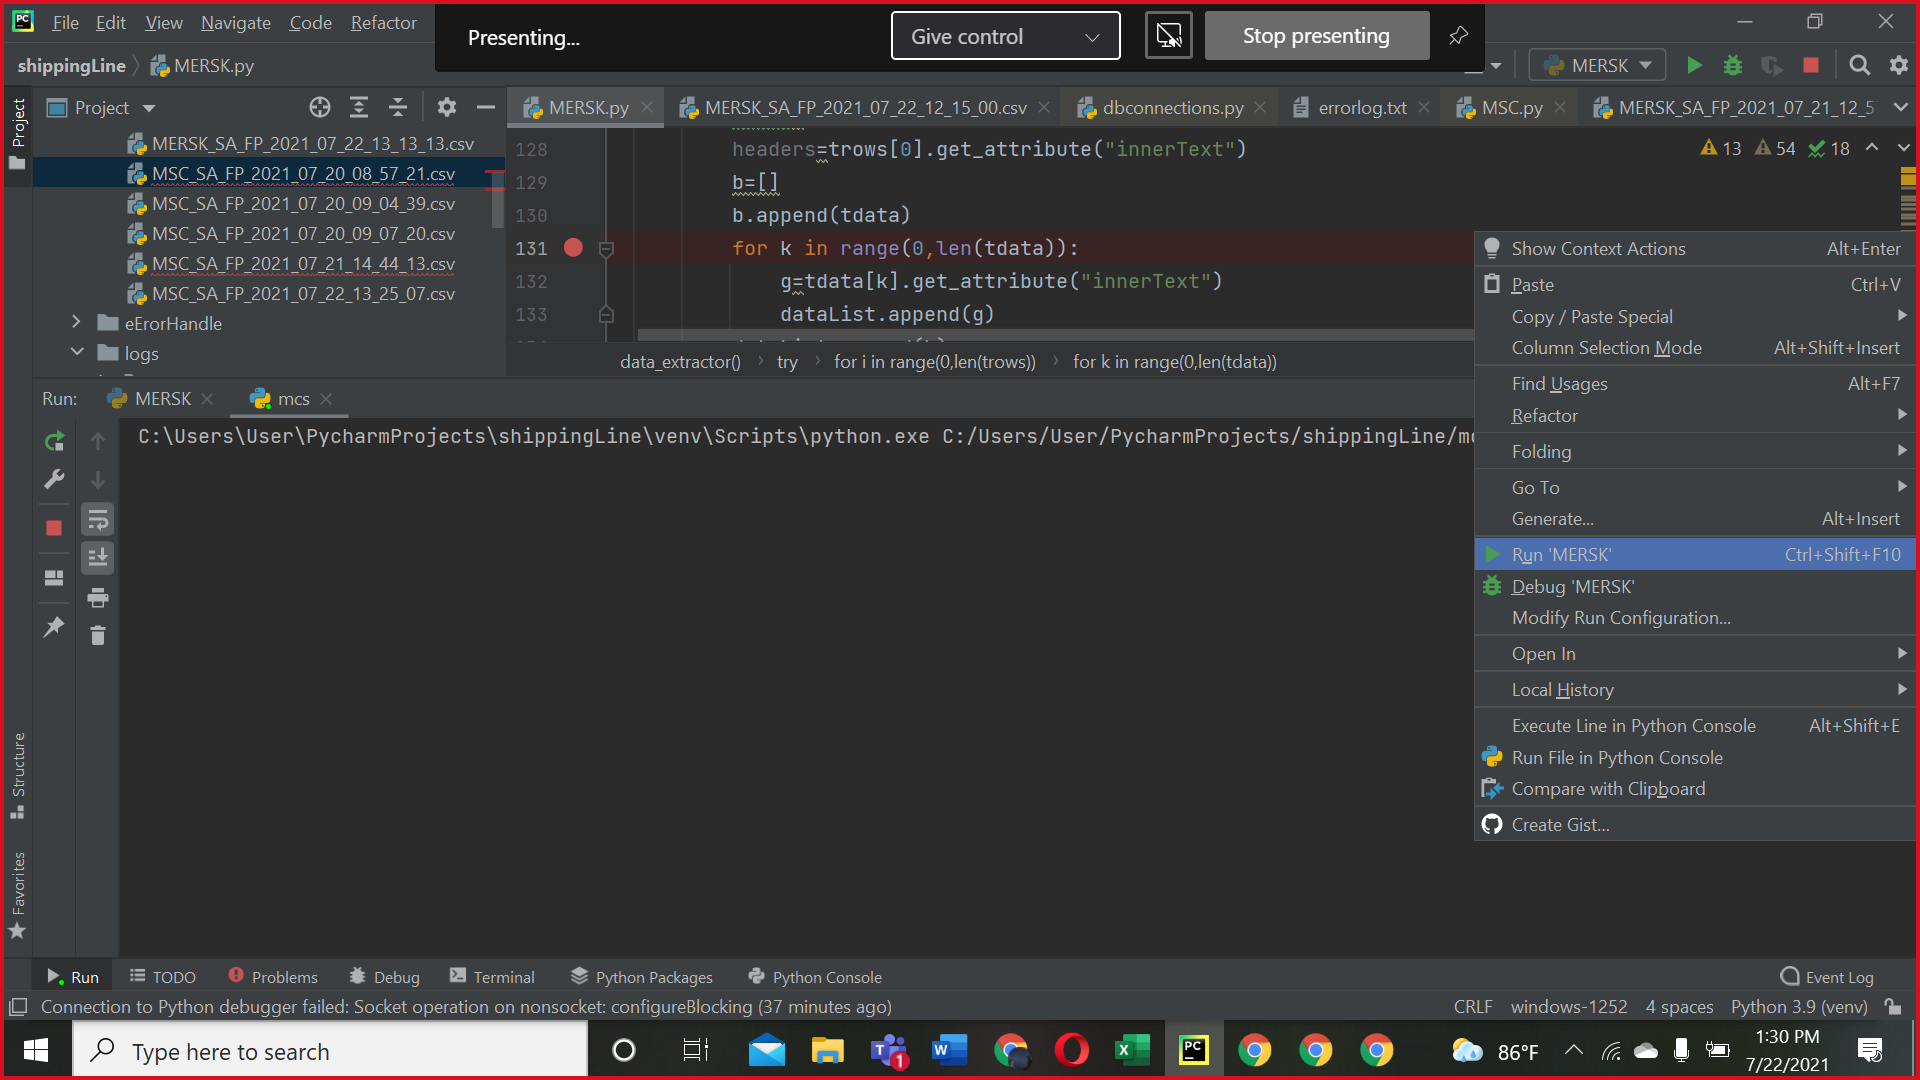 File Edit View Navigate Code Refactor
Presenting...
Give control
Stop presenting
shippingLine
MERSK.py
MERSK
Project
MERSK.py
MERSK_SA_FP_2021_07_22_12_15_00.csv
dbconnections.py
errorlog.txt
MSC.py
MERSK_SA_FP_2021_07_21_12_5
Project
MERSK_SA_FP_2021_07_22_13_13_13.csv
MSC_SA_FP_2021_07_20_08_57_21.csv
MSC_SA_FP_2021_07_20_09_04_39.csv
MSC_SA_FP_2021_07_20_09_07_20.csv
MSC_SA_FP_2021_07_21_14_44_13.csv
MSC_SA_FP_2021_07_22_13_25_07.csv
eErorHandle
logs
128 headers=trows[0].get_attribute("innerText")
129 b=[]
130 b.append(tdata)
131 for k in range(0,len(tdata)):
132 g=tdata[k].get_attribute("innerText")
133 dataList.append(g)
13 54 18
data_extractor() try for i in range(0,len(trows)) for k in range(0,len(tdata))
Run: MERSK mcs
C:\Users\User\PycharmProjects\shippingLine\venv\Scripts\python.exe C:/Users/User/PycharmProjects/shippingLine/m
Show Context Actions Alt+Enter
Paste Ctrl+V
Copy / Paste Special
Column Selection Mode Alt+Shift+Insert
Find Usages Alt+F7
Refactor
Folding
Go To
Generate... Alt+Insert
Run 'MERSK' Ctrl+Shift+F10
Debug 'MERSK'
Modify Run Configuration...
Open In
Local History
Execute Line in Python Console Alt+Shift+E
Run File in Python Console
Compare with Clipboard
Create Gist...
Structure
Favorites
Run TODO Problems Debug Terminal Python Packages Python Console
Event Log
Connection to Python debugger failed: Socket operation on nonsocket: configureBlocking (37 minutes ago)
CRLF windows-1252 4 spaces Python 3.9 (venv)
Type here to search
1
86°F
1:30 PM
7/22/2021